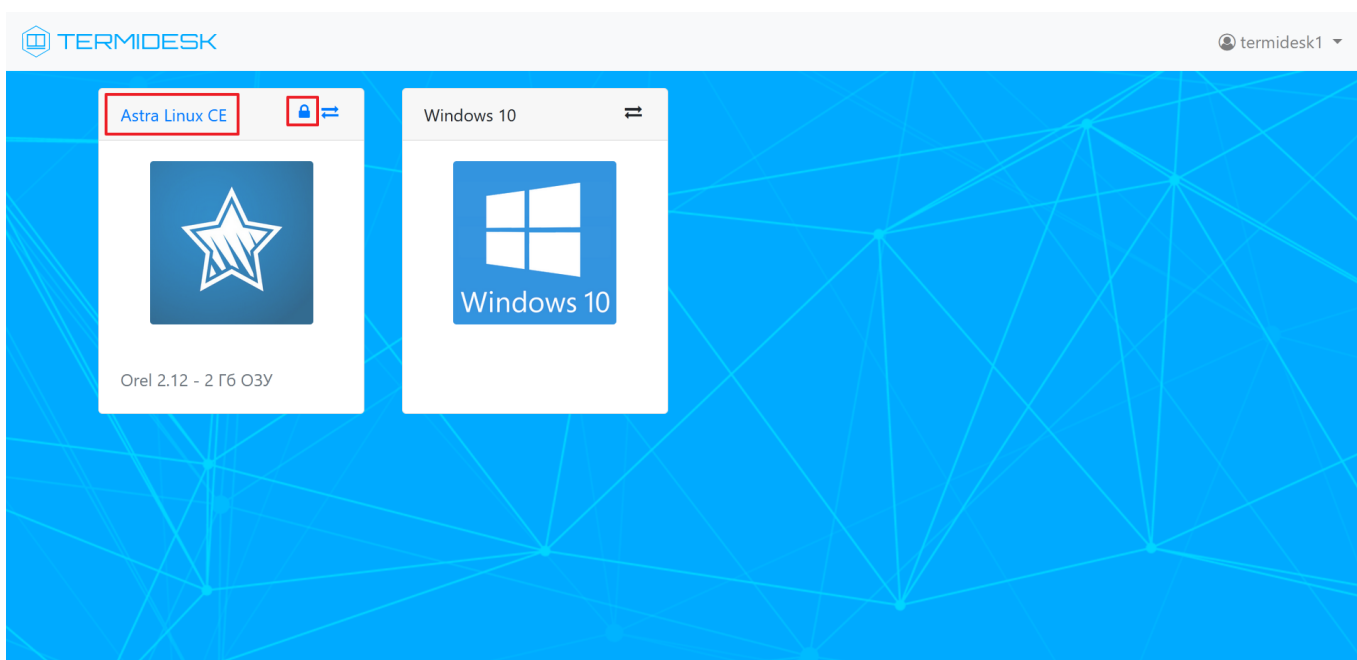 TERMIDESK
termidesk1
Astra Linux CE
Windows 10
Windows 10
Orel 2.12 - 2 Гб ОЗУ